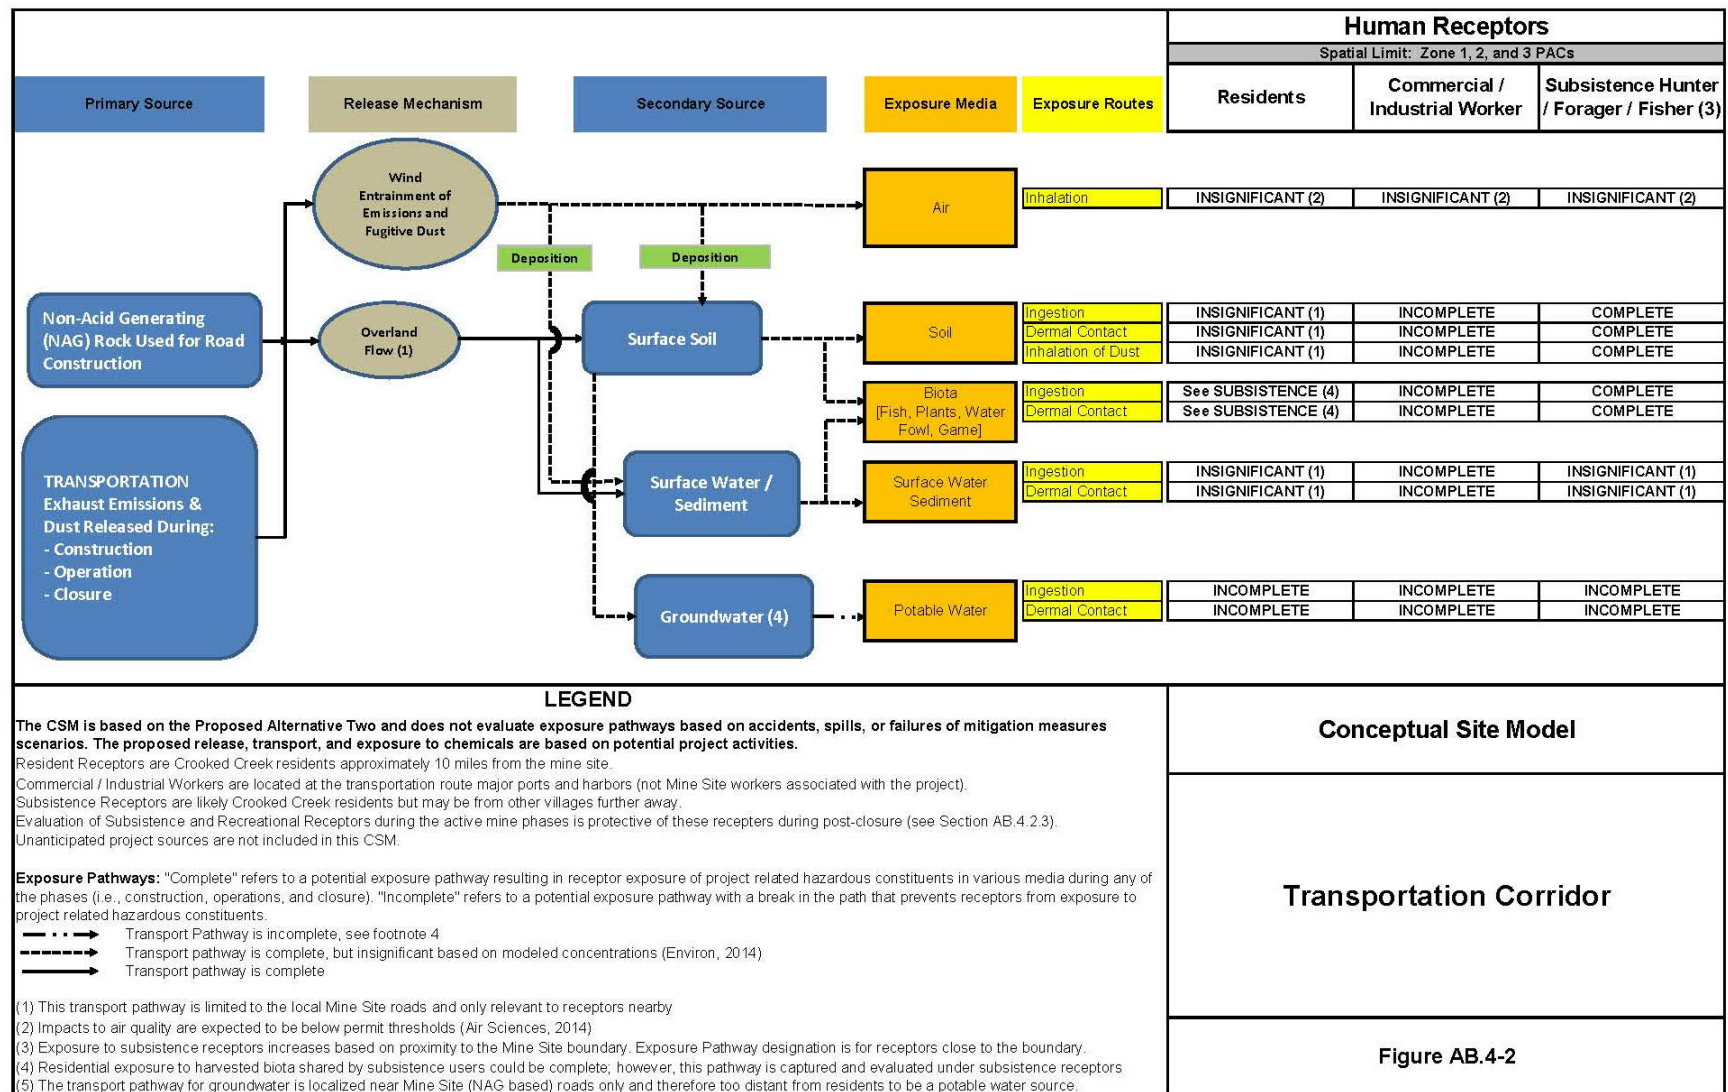 Human Receptors
Spatial Limit: Zone 1, 2, and 3 PACs
Primary Source
Release Mechanism
Secondary Source
Exposure Media
Exposure Routes
Residents
Commercial /
Industrial Worker
Subsistence Hunter
/ Forager / Fisher (3)
Wind
Entrainment of
Emissions and
Fugitive Dust
Air
Inhalation
INSIGNIFICANT (2)
INSIGNIFICANT (2)
INSIGNIFICANT (2)
Deposition
Deposition
Non-Acid Generating
(NAG) Rock Used for Road
Construction
Overland
Flow (1)
Surface Soil
Soil
Ingestion
INSIGNIFICANT (1)
INCOMPLETE
COMPLETE
Dermal Contact
INSIGNIFICANT (1)
INCOMPLETE
COMPLETE
Inhalation of Dust
INSIGNIFICANT (1)
INCOMPLETE
COMPLETE
Biota
[Fish, Plants, Water
Fowl, Game]
Ingestion
See SUBSISTENCE (4)
INCOMPLETE
COMPLETE
Dermal Contact
See SUBSISTENCE (4)
INCOMPLETE
COMPLETE
TRANSPORTATION
Exhaust Emissions &
Dust Released During:
- Construction
- Operation
- Closure
Surface Water /
Sediment
Surface Water
Sediment
Ingestion
INSIGNIFICANT (1)
INCOMPLETE
INSIGNIFICANT (1)
Dermal Contact
INSIGNIFICANT (1)
INCOMPLETE
INSIGNIFICANT (1)
Groundwater (4)
Potable Water
Ingestion
INCOMPLETE
INCOMPLETE
INCOMPLETE
Dermal Contact
INCOMPLETE
INCOMPLETE
INCOMPLETE
LEGEND
The CSM is based on the Proposed Alternative Two and does not evaluate exposure pathways based on accidents, spills, or failures of mitigation measures
scenarios. The proposed release, transport, and exposure to chemicals are based on potential project activities.
Resident Receptors are Crooked Creek residents approximately 10 miles from the mine site.
Commercial / Industrial Workers are located at the transportation route major ports and harbors (not Mine Site workers associated with the project).
Subsistence Receptors are likely Crooked Creek residents but may be from other villages further away.
Evaluation of Subsistence and Recreational Receptors during the active mine phases is protective of these recepters during post-closure (see Section AB.4.2.3).
Unanticipated project sources are not included in this CSM.
Exposure Pathways: "Complete" refers to a potential exposure pathway resulting in receptor exposure of project related hazardous constituents in various media during any of
the phases (i.e., construction, operations, and closure). "Incomplete" refers to a potential exposure pathway with a break in the path that prevents receptors from exposure to
project related hazardous constituents.
Transport Pathway is incomplete, see footnote 4
Transport pathway is complete, but insignificant based on modeled concentrations (Environ, 2014)
Transport pathway is complete
(1) This transport pathway is limited to the local Mine Site roads and only relevant to receptors nearby
(2) Impacts to air quality are expected to be below permit thresholds (Air Sciences, 2014)
(3) Exposure to subsistence receptors increases based on proximity to the Mine Site boundary. Exposure Pathway designation is for receptors close to the boundary.
(4) Residential exposure to harvested biota shared by subsistence users could be complete; however, this pathway is captured and evaluated under subsistence receptors
(5) The transport pathway for groundwater is localized near Mine Site (NAG based) roads only and therefore too distant from residents to be a potable water source.
Conceptual Site Model
Transportation Corridor
Figure AB.4-2